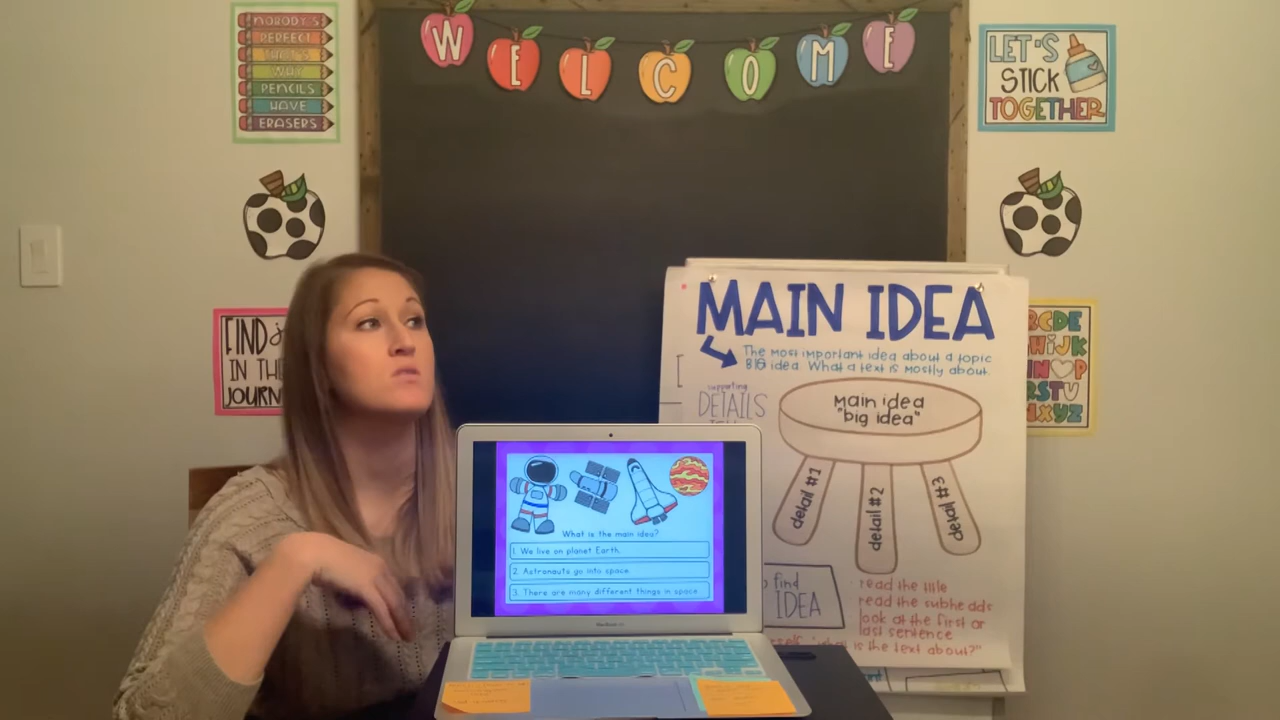 NOBODY'S
PERFECT
THAT'S
WHY
PENCILS
HAVE
ERASERS
WELCOME
LET'S
STICK
TOGETHER
FIND
IN THE
JOURN
MAIN IDEA
The most important idea about a topic
BIG idea. What a text is mostly about.
supporting
DETAILS
Main idea
"big idea"
detail #1
detail #2
detail #3
find
IDEA
read the title
read the subheads
look at the first or
last sentence
is the text about?"
What is the main idea?
1. We live on planet Earth.
2. Astronauts go into space.
3. There are many different things in space.